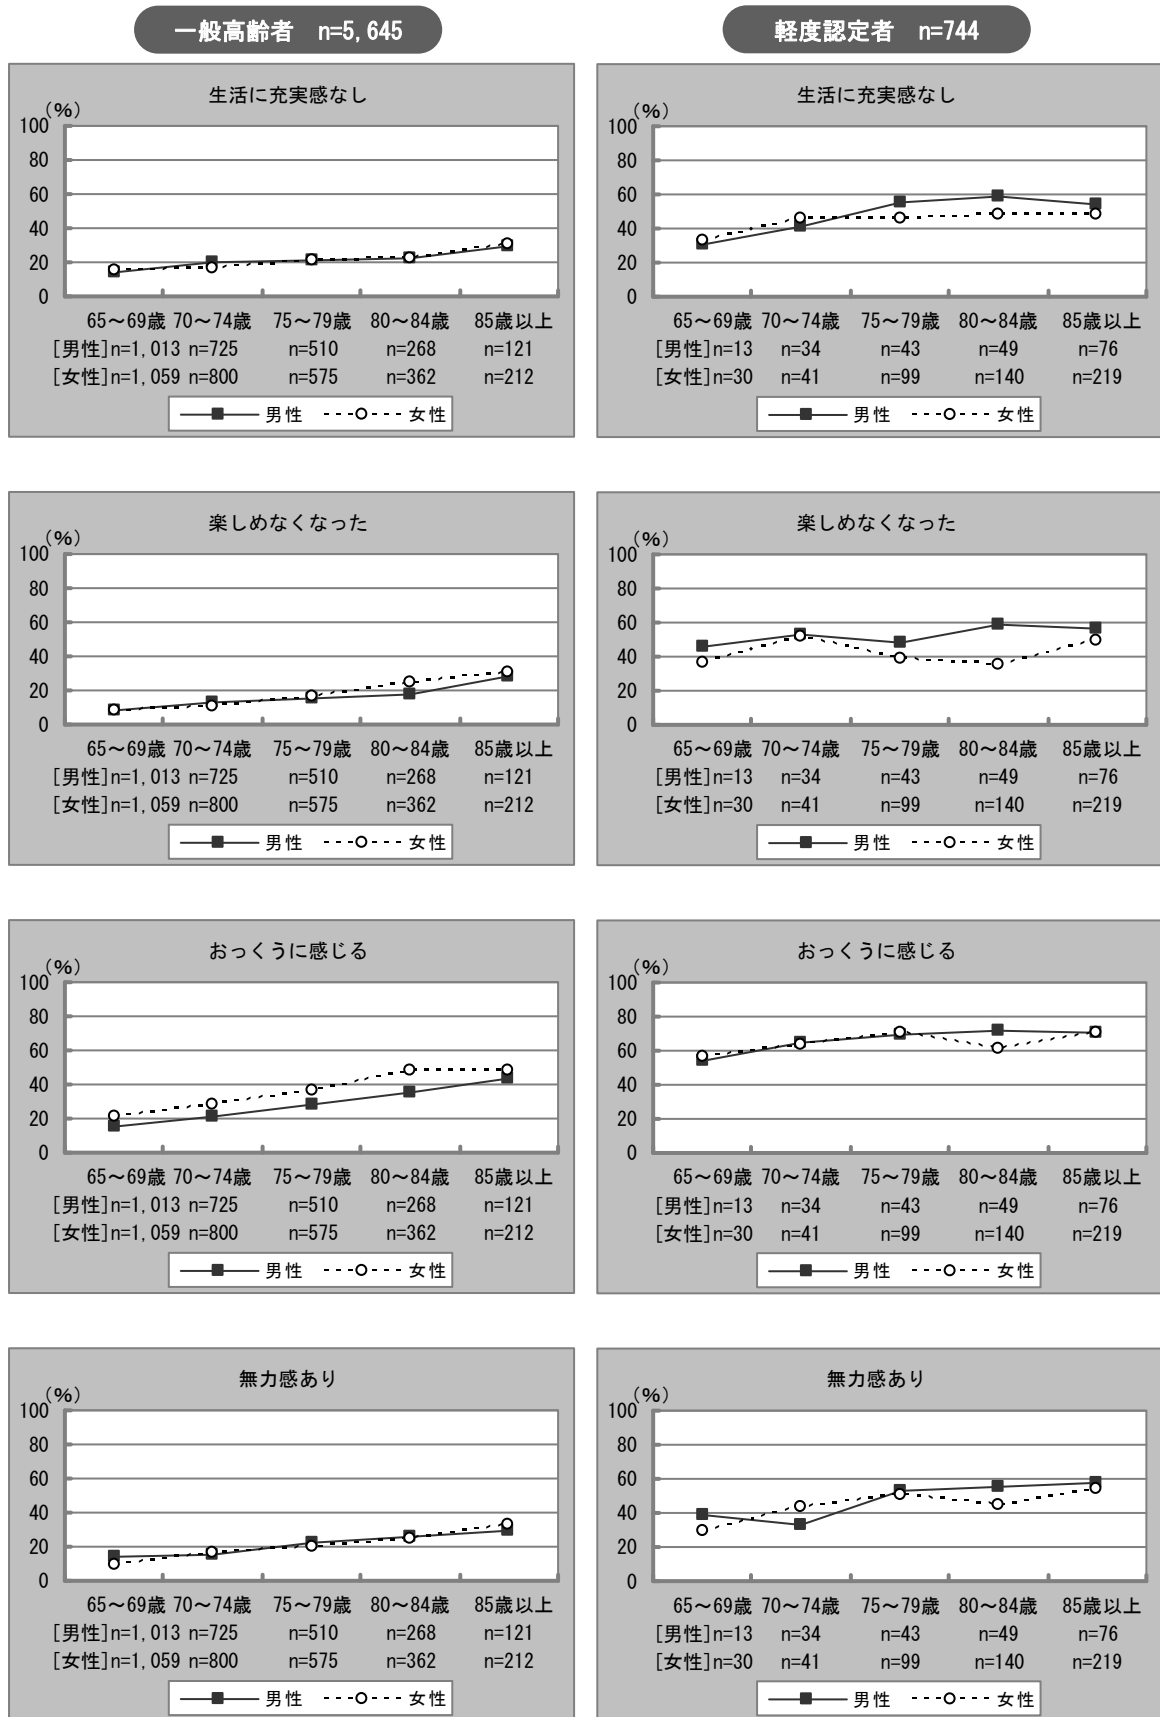 一般高齢者 n=5,645
生活に充実感なし
(%)
100
80
60
40
20
0
65～69歳 70～74歳 75～79歳 80～84歳 85歳以上
[男性]n=1,013 n=725 n=510 n=268 n=121
[女性]n=1,059 n=800 n=575 n=362 n=212
男性 女性
楽しめなくなった
(%)
100
80
60
40
20
0
65～69歳 70～74歳 75～79歳 80～84歳 85歳以上
[男性]n=1,013 n=725 n=510 n=268 n=121
[女性]n=1,059 n=800 n=575 n=362 n=212
男性 女性
おっくうに感じる
(%)
100
80
60
40
20
0
65～69歳 70～74歳 75～79歳 80～84歳 85歳以上
[男性]n=1,013 n=725 n=510 n=268 n=121
[女性]n=1,059 n=800 n=575 n=362 n=212
男性 女性
無力感あり
(%)
100
80
60
40
20
0
65～69歳 70～74歳 75～79歳 80～84歳 85歳以上
[男性]n=1,013 n=725 n=510 n=268 n=121
[女性]n=1,059 n=800 n=575 n=362 n=212
男性 女性
軽度認定者 n=744
生活に充実感なし
(%)
100
80
60
40
20
0
65～69歳 70～74歳 75～79歳 80～84歳 85歳以上
[男性]n=13 n=34 n=43 n=49 n=76
[女性]n=30 n=41 n=99 n=140 n=219
男性 女性
楽しめなくなった
(%)
100
80
60
40
20
0
65～69歳 70～74歳 75～79歳 80～84歳 85歳以上
[男性]n=13 n=34 n=43 n=49 n=76
[女性]n=30 n=41 n=99 n=140 n=219
男性 女性
おっくうに感じる
(%)
100
80
60
40
20
0
65～69歳 70～74歳 75～79歳 80～84歳 85歳以上
[男性]n=13 n=34 n=43 n=49 n=76
[女性]n=30 n=41 n=99 n=140 n=219
男性 女性
無力感あり
(%)
100
80
60
40
20
0
65～69歳 70～74歳 75～79歳 80～84歳 85歳以上
[男性]n=13 n=34 n=43 n=49 n=76
[女性]n=30 n=41 n=99 n=140 n=219
男性 女性